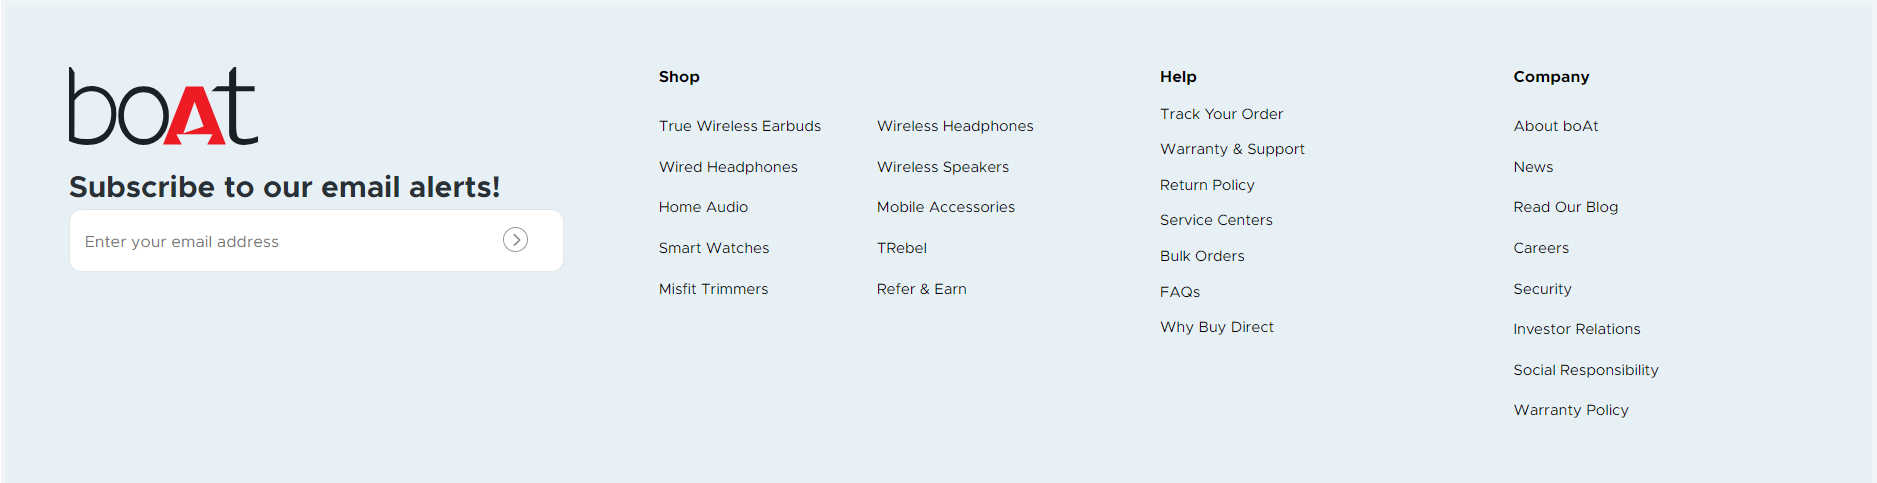 boAt
Subscribe to our email alerts!
Enter your email address
Shop
True Wireless Earbuds
Wired Headphones
Home Audio
Smart Watches
Misfit Trimmers
Wireless Headphones
Wireless Speakers
Mobile Accessories
TRebel
Refer & Earn
Help
Track Your Order
Warranty & Support
Return Policy
Service Centers
Bulk Orders
FAQs
Why Buy Direct
Company
About boAt
News
Read Our Blog
Careers
Security
Investor Relations
Social Responsibility
Warranty Policy